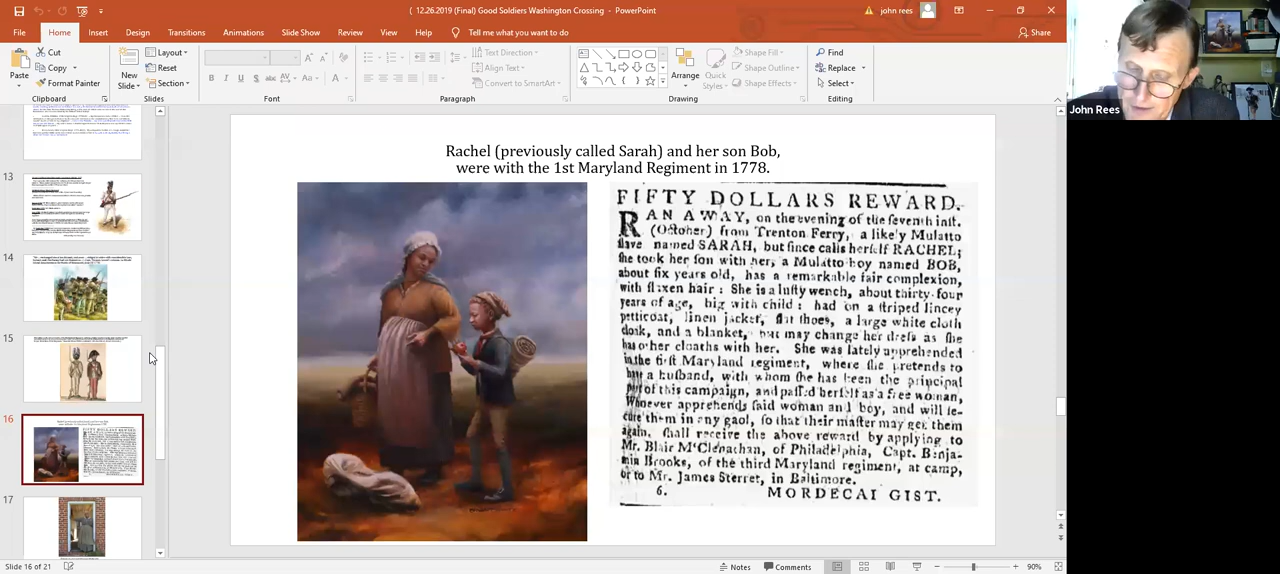 ( 12.26.2019 (Final) Good Soldiers Washington Crossing - PowerPoint
john rees
File Home Insert Design Transitions Animations Slide Show Review View Help Tell me what you want to do
Share
Paste
Cut
Copy
Format Painter
Clipboard
New
Slide
Layout
Reset
Section
Slides
Font
Text Direction
Align Text
Convert to SmartArt
Paragraph
Arrange
Quick
Styles
Shape Fill
Shape Outline
Shape Effects
Drawing
Find
Replace
Select
Editing
John Rees
13
14
15
16
17
Rachel (previously called Sarah) and her son Bob,
were with the 1st Maryland Regiment in 1778.
FIFTY DOLLARS REWARD.
RAN AWAY, on the evening of the seventh inst.
(October) from Trenton Ferry, a likely Mulatto
slave named SARAH, but since calls herself RACHEL;
She took her son with her, a Mulatto boy named BOB,
about six years old, has a remarkable fair complexion,
with flaxen hair: She is a lusty wench, about thirty-four
years of age, big with child: had on a striped lincey
petticoat, linen jacket, flat shoes, a large white cloth
cloak, and a blanket, but may change her dress as she
has other cloaths with her. She was lately apprehended
in the first Maryland regiment, where she pretends to
have a husband, with whom she has been the principal
part of this campaign, and passed herself as a free woman,
Whoever apprehends said woman and boy, and will se-
cure them in any gaol, so that their master may get them
again, shall receive the above reward by applying to
Mr. Blair M'Clenachan, of Philadelphia, Capt. Benja-
min Brooks, of the third Maryland regiment, at camp,
or to Mr. James Sterret, in Baltimore.
6. MORDECAI GIST.
Slide 16 of 21
Notes
Comments
90%